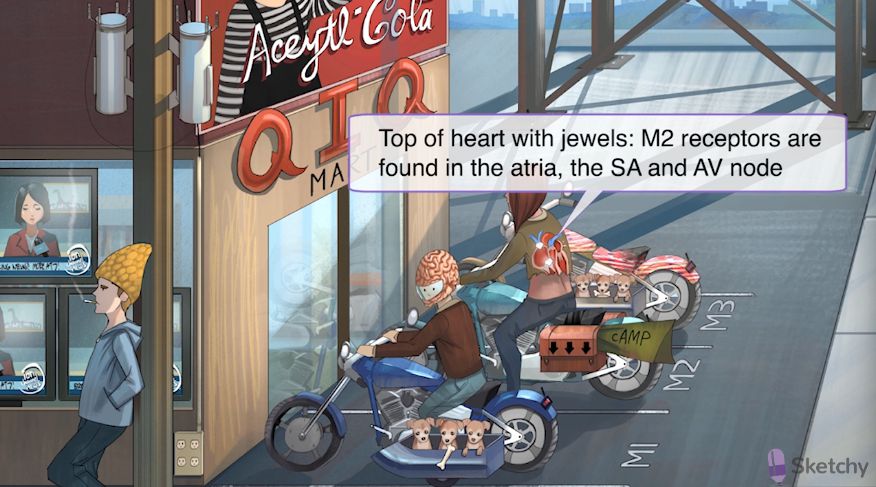 Aceytl-Cola
QIQ
MART
Top of heart with jewels: M2 receptors are
found in the atria, the SA and AV node
cAMP
M3
M2
M1
Sketchy